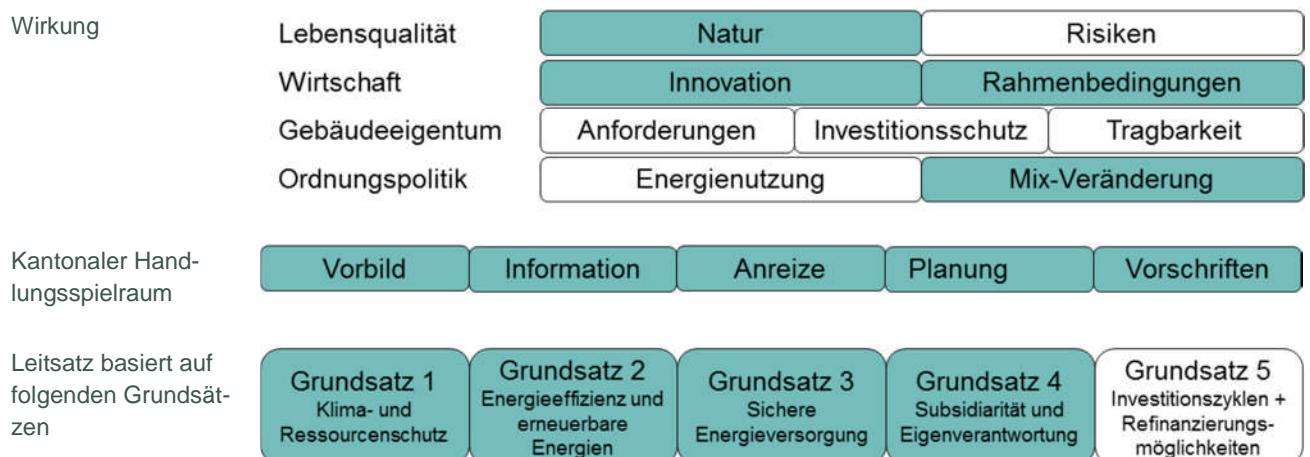 Wirkung
Lebensqualität Natur Risiken
Wirtschaft Innovation Rahmenbedingungen
Gebäudeeigentum Anforderungen Investitionsschutz Tragbarkeit
Ordnungspolitik Energienutzung Mix-Veränderung
Kantonaler Hand-
lungsspielraum
Vorbild Information Anreize Planung Vorschriften
Leitsatz basiert auf
folgenden Grundsät-
zen
Grundsatz 1
Klima- und
Ressourcenschutz
Grundsatz 2
Energieeffizienz und
erneuerbare
Energien
Grundsatz 3
Sichere
Energieversorgung
Grundsatz 4
Subsidiarität und
Eigenverantwortung
Grundsatz 5
Investitionszyklen +
Refinanzierungs-
möglichkeiten